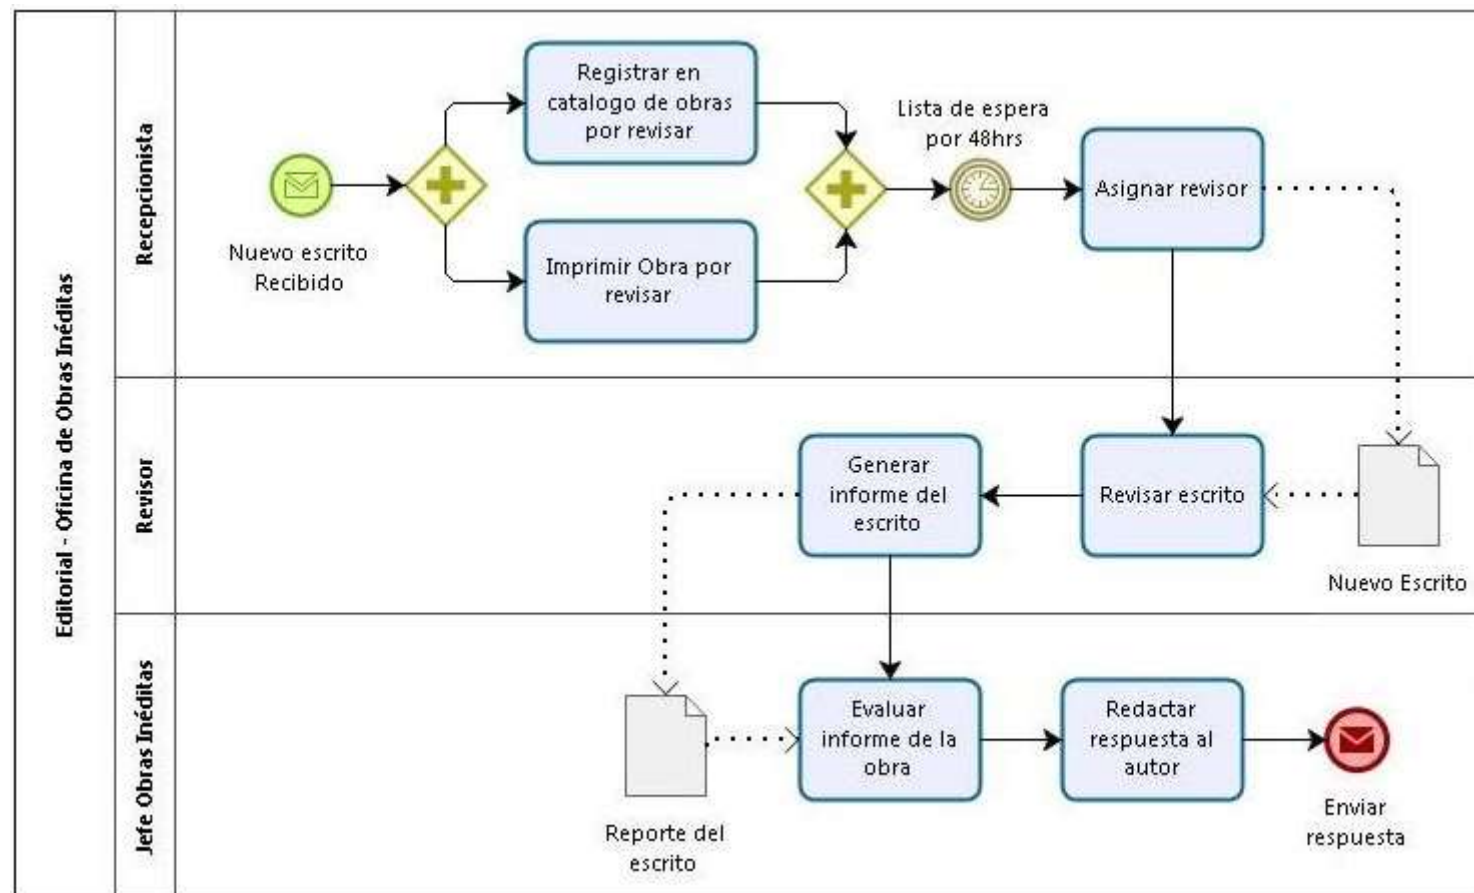 Editorial - Oficina de Obras Inéditas
Recepcionista
Nuevo escrito
Recibido
Registrar en
catalogo de obras
por revisar
Imprimir Obra por
revisar
Lista de espera
por 48hrs
Asignar revisor
Revisor
Generar
informe del
escrito
Revisar escrito
Nuevo Escrito
Jefe Obras Inéditas
Reporte del
escrito
Evaluar
informe de la
obra
Redactar
respuesta al
autor
Enviar
respuesta